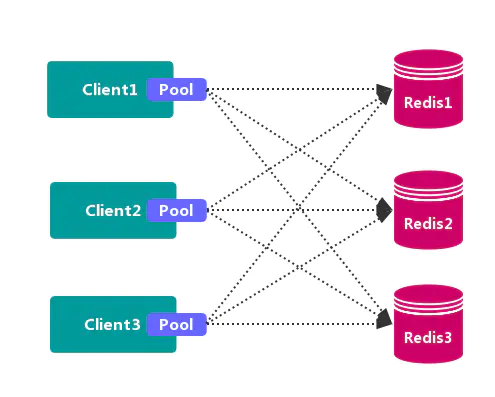 Client1 Pool Redis1
Client2 Pool Redis2
Client3 Pool Redis3